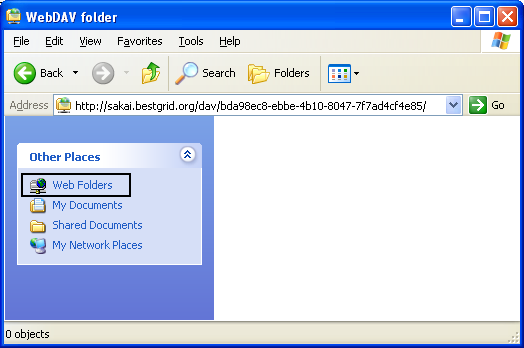 WebDAV folder
File Edit View Favorites Tools Help
Back Search Folders
Address http://sakai.bestgrid.org/dav/bda98ec8-ebbe-4b10-8047-7f7ad4cf4e85/ Go
Other Places
Web Folders
My Documents
Shared Documents
My Network Places
0 objects